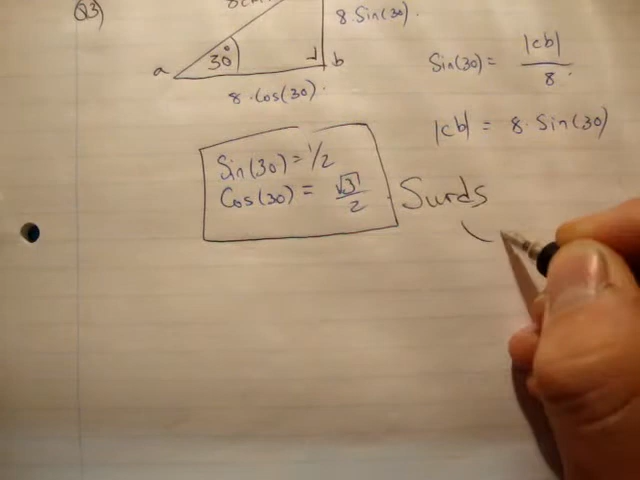 Q3)
8cm
8.Sin(30).
30°
a
b
8.Cos(30).
Sin(30) = |cb| / 8
|cb| = 8.Sin(30)
Sin(30) = 1/2
Cos(30) = √3/2
Surds